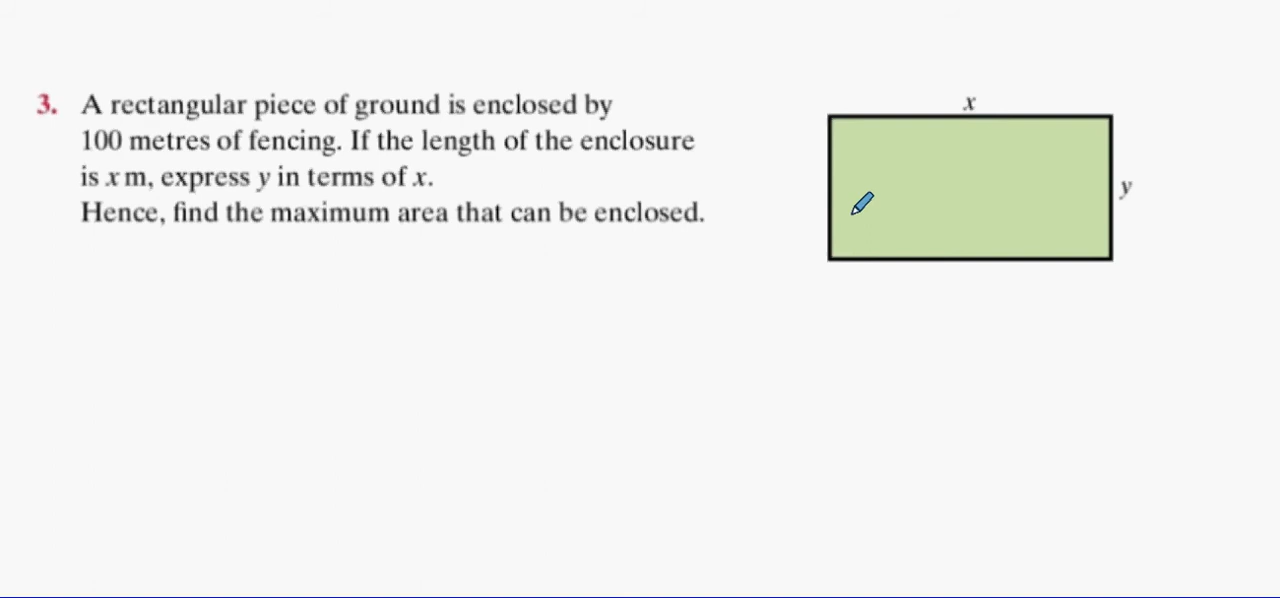 3. A rectangular piece of ground is enclosed by
100 metres of fencing. If the length of the enclosure
is x m, express y in terms of x.
Hence, find the maximum area that can be enclosed.
x
y